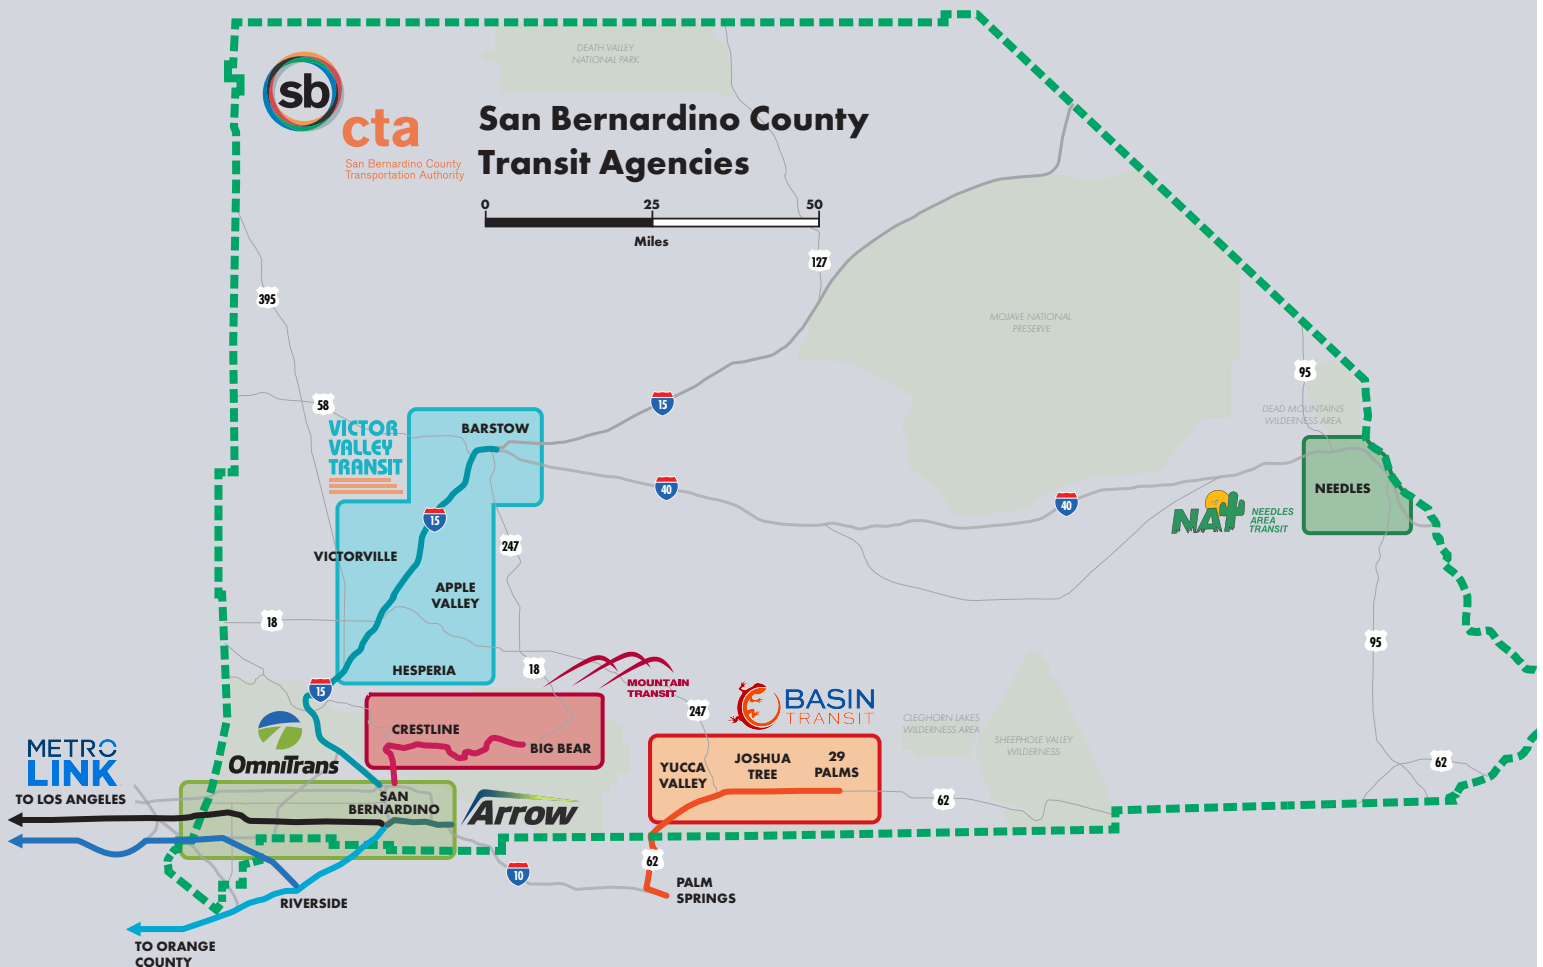 DEATH VALLEY
NATIONAL PARK
sb
cta
San Bernardino County
Transportation Authority
San Bernardino County
Transit Agencies
0 25 50
Miles
127
395
MOJAVE NATIONAL
PRESERVE
95
58
15
DEAD MOUNTAINS
WILDERNESS AREA
VICTOR
VALLEY
TRANSIT
BARSTOW
40
40
NEEDLES
NAT
NEEDLES
AREA
TRANSIT
15
247
VICTORVILLE
APPLE
VALLEY
18
95
HESPERIA
18
15
MOUNTAIN
TRANSIT
247
BASIN
TRANSIT
CLEGHORN LAKES
WILDERNESS AREA
SHEEPHOLE VALLEY
WILDERNESS
CRESTLINE
BIG BEAR
METRO
LINK
OmniTrans
YUCCA
VALLEY
JOSHUA
TREE
29
PALMS
62
TO LOS ANGELES
SAN
BERNARDINO
Arrow
62
62
10
PALM
SPRINGS
RIVERSIDE
TO ORANGE
COUNTY